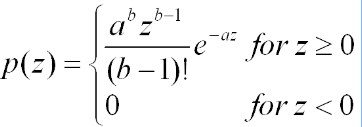 p(z) = { a^b z^(b-1) / (b-1)! e^(-az) for z ≥ 0
0 for z < 0